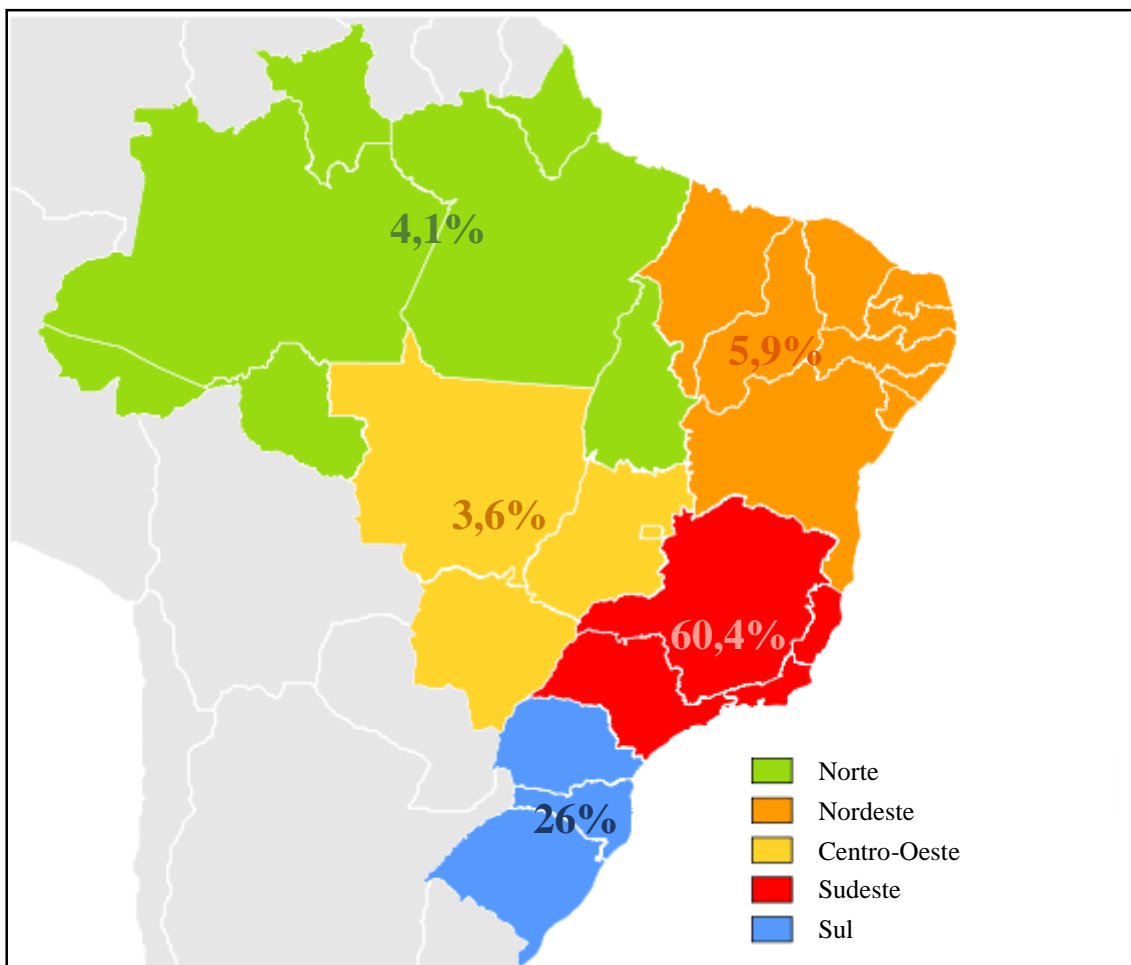 4,1%
5,9%
3,6%
60,4%
26%
Norte
Nordeste
Centro-Oeste
Sudeste
Sul